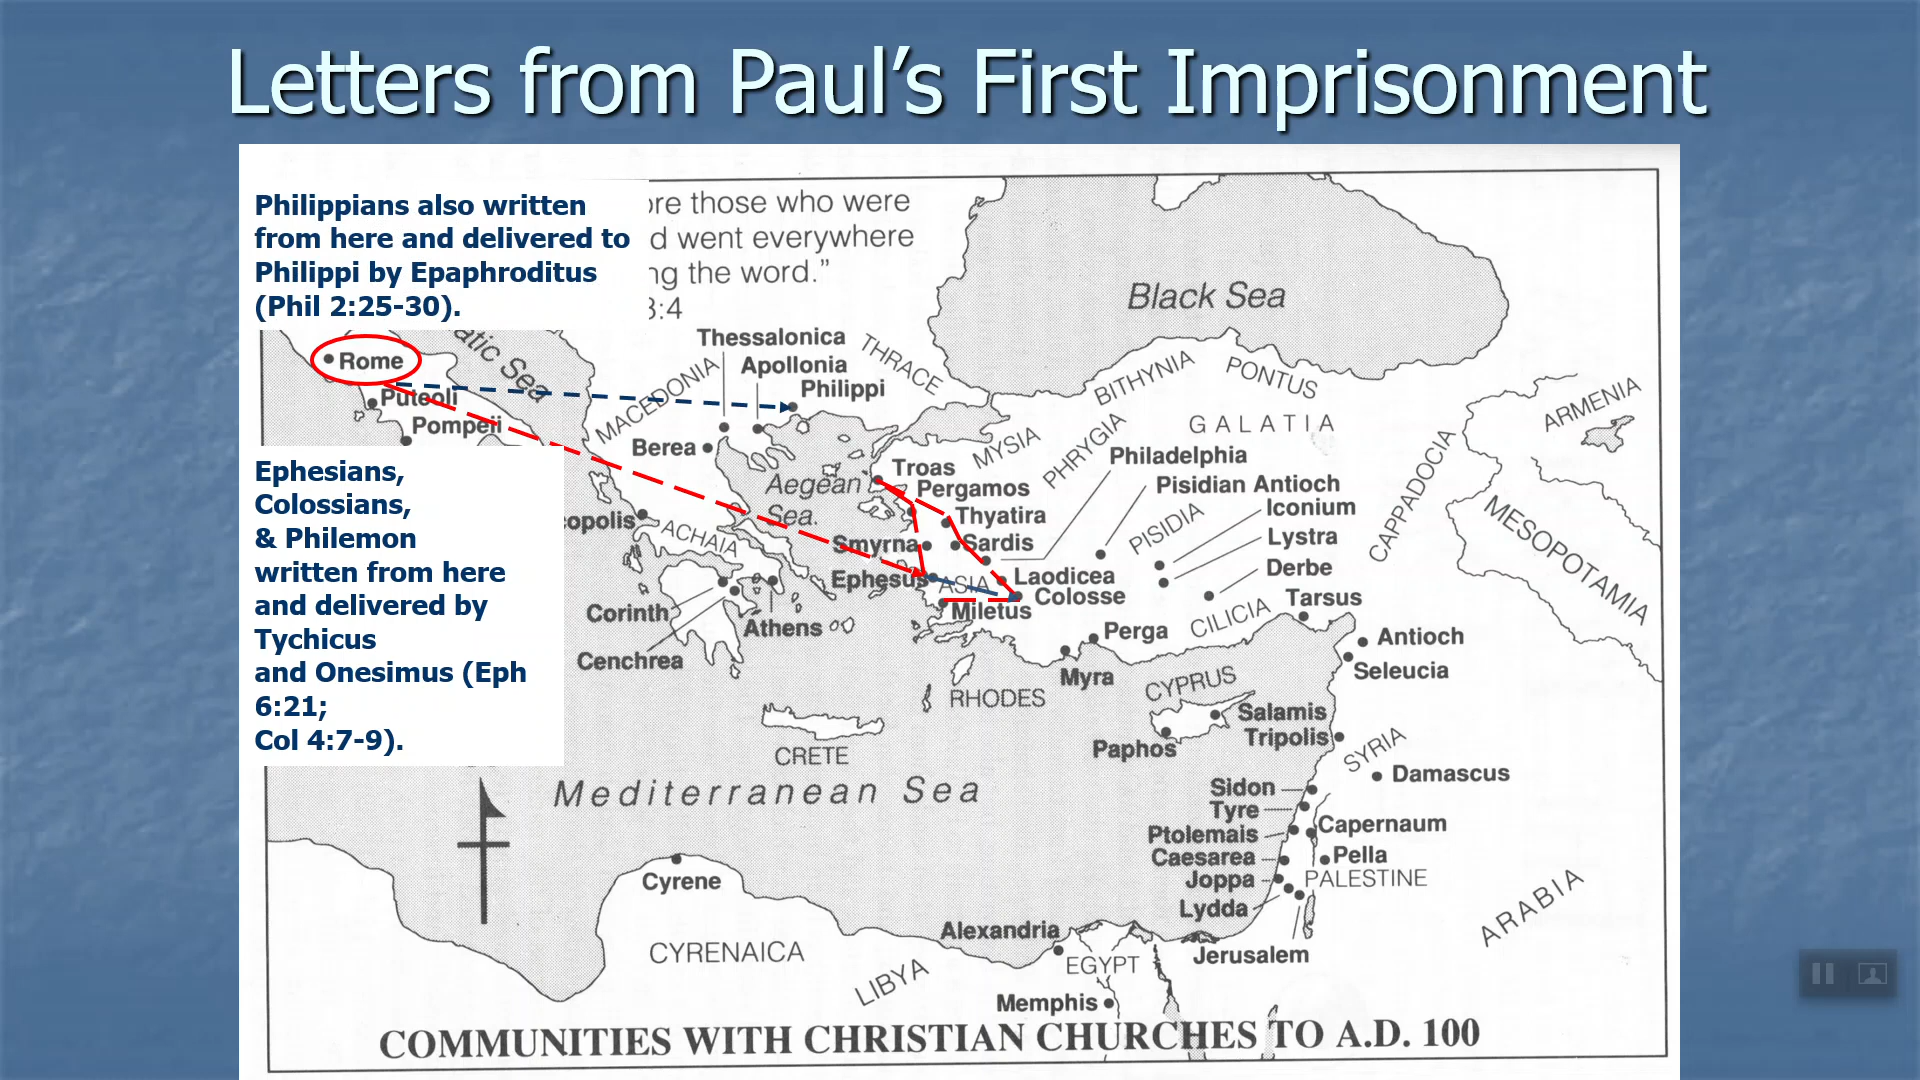 Letters from Paul’s First Imprisonment
Philippians also written
from here and delivered to
Philippi by Epaphroditus
(Phil 2:25-30).
those who were
went everywhere
the word.”
:4
Black Sea
Thessalonica
Apollonia
Philippi
THRACE
MACEDONIA
Rome
Puteoli
Pompeii
Sea
Berea
BITHYNIA
PONTUS
GALATIA
ARMENIA
MYSIA
PHRYGIA
CAPPADOCIA
MESOPOTAMIA
Philadelphia
Pisidian Antioch
Iconium
Lystra
Derbe
PISIDIA
Troas
Pergamos
Thyatira
Sardis
Smyrna
Ephesus
ASIA
Laodicea
Colosse
Miletus
Aegean
Sea.
ACHAIA
Corinth
Athens
Cenchrea
Ephesians,
Colossians,
& Philemon
written from here
and delivered by
Tychicus
and Onesimus (Eph
6:21;
Col 4:7-9).
CILICIA
Tarsus
Perga
Myra
Antioch
Seleucia
RHODES
CYPRUS
Salamis
Paphos
Tripolis
SYRIA
CRETE
Mediterranean Sea
Damascus
Sidon
Tyre
Ptolemais
Capernaum
Caesarea
Pella
Joppa
PALESTINE
Lydda
Jerusalem
ARABIA
Cyrene
CYRENAICA
LIBYA
Alexandria
EGYPT
Memphis
COMMUNITIES WITH CHRISTIAN CHURCHES TO A.D. 100